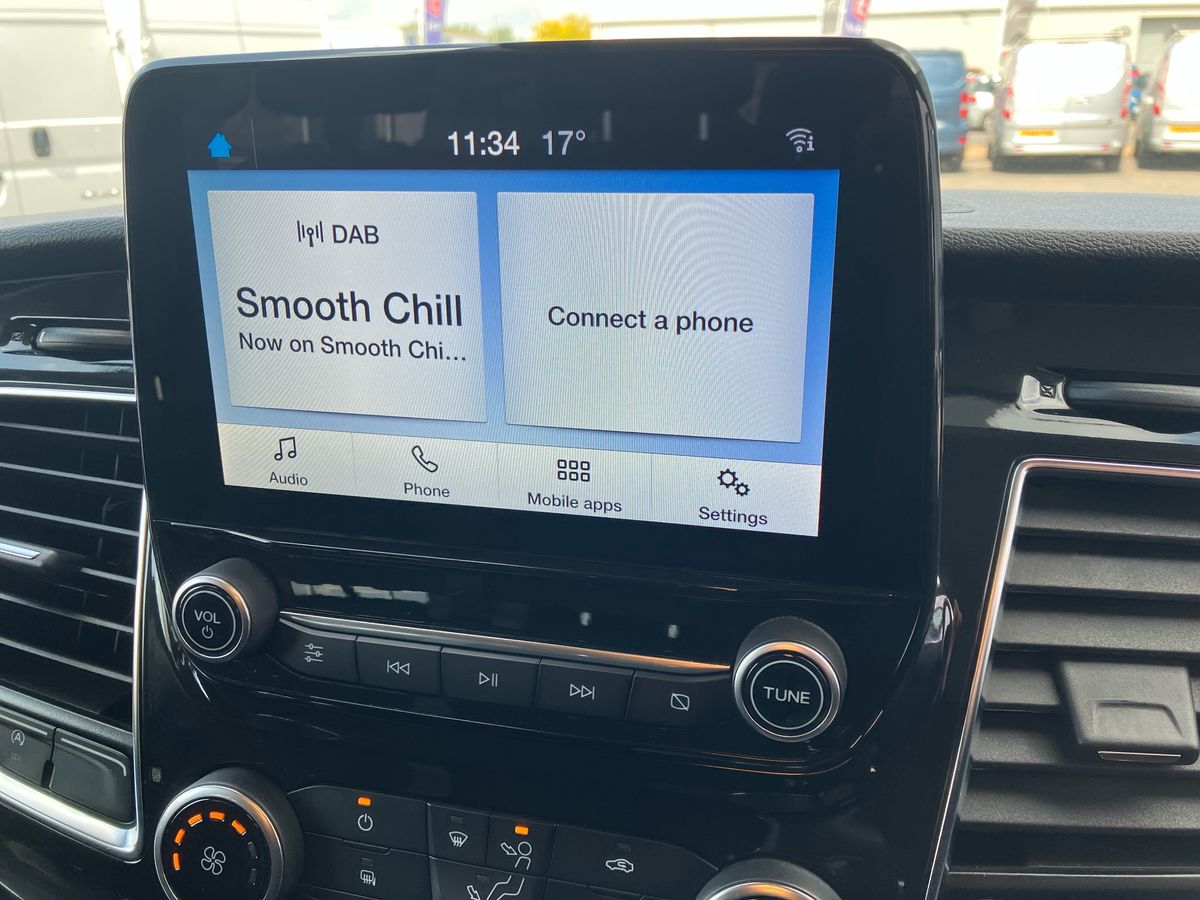 11:34 17°
DAB
Smooth Chill
Now on Smooth Chi...
Connect a phone
Audio
Phone
Mobile apps
Settings
VOL
TUNE
A
OFF